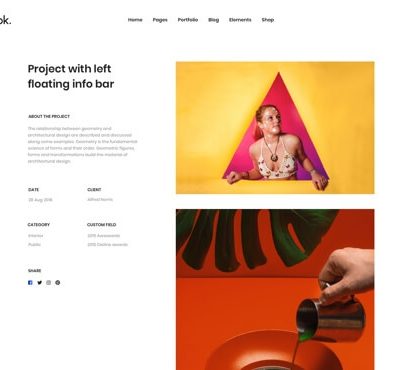 ok.
Home Pages Portfolio Blog Elements Shop
Project with left
floating info bar
ABOUT THE PROJECT
The relationship between geometry and
architectural design are described and discussed
along some examples. Geometry is the fundamental
science of forms and their order. Geometric figures,
forms and transformations build the material of
architectural design.
DATE CLIENT
28 Aug 2016 Alfred Norris
CATEGORY CUSTOM FIELD
Interior 2015 Awwwards
Public 2015 Cssline awards
SHARE